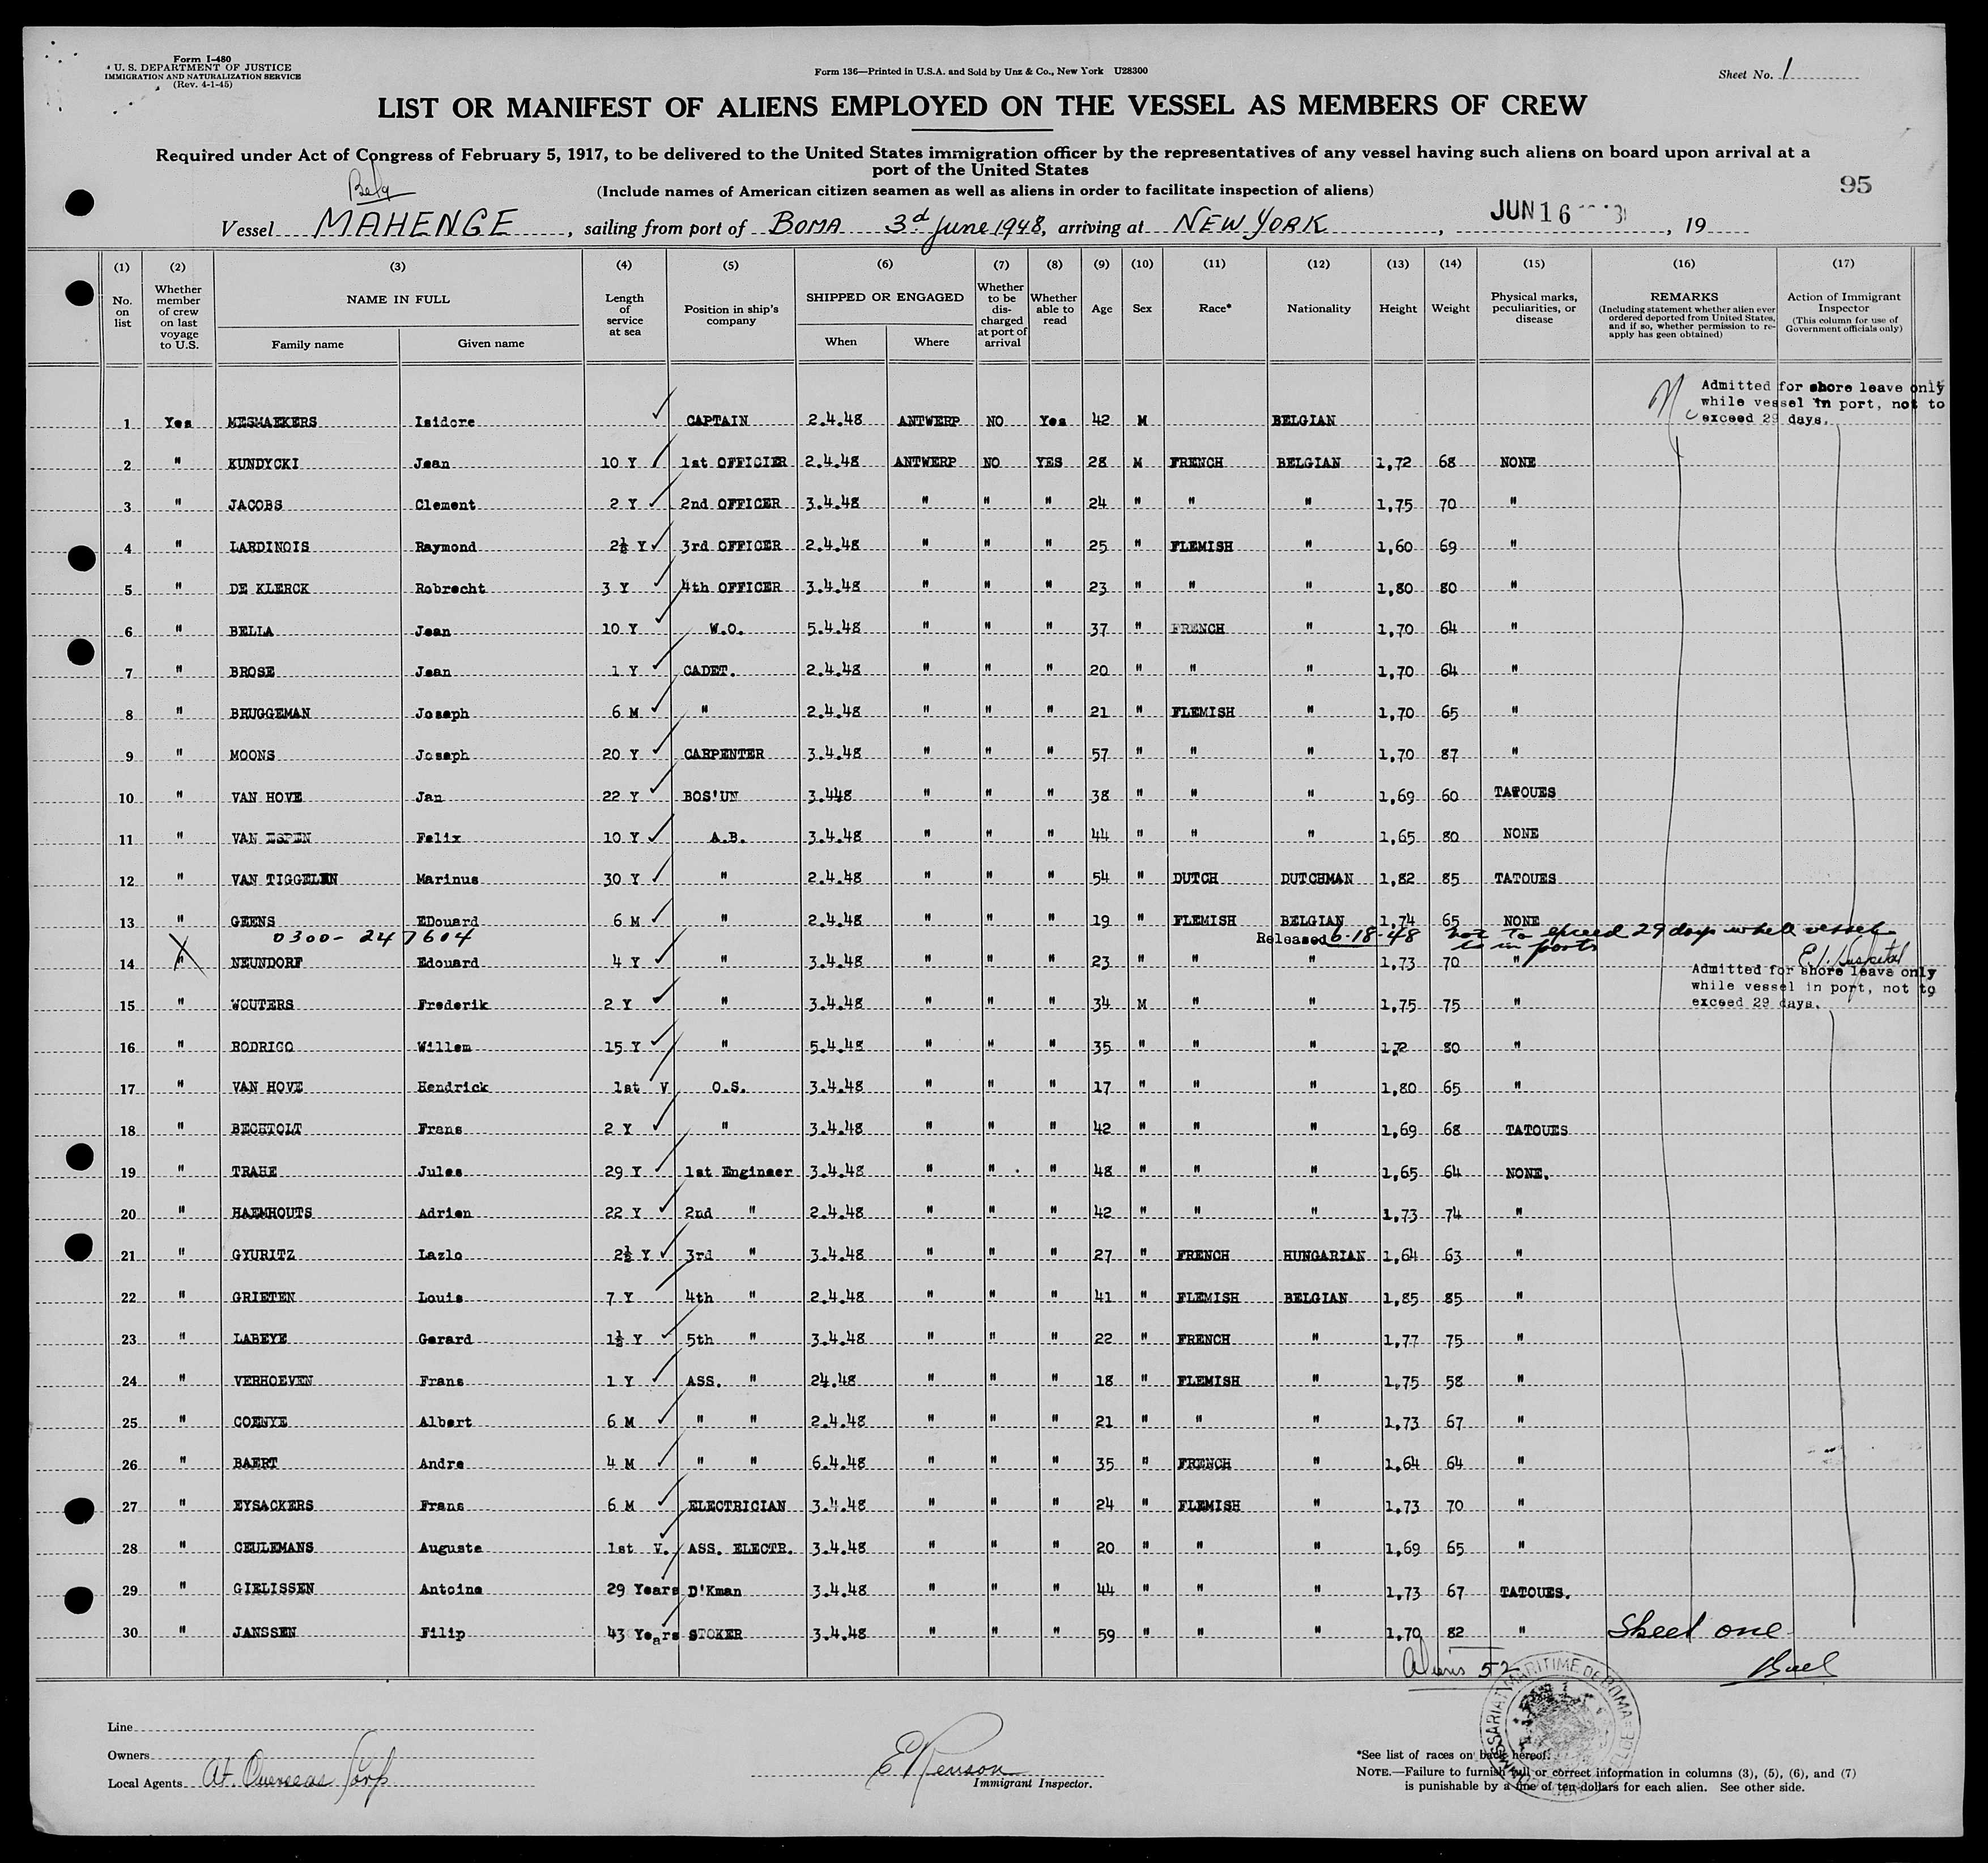 Form I-480
U. S. DEPARTMENT OF JUSTICE
IMMIGRATION AND NATURALIZATION SERVICE
(Rev. 4-1-45)
Form 136—Printed in U.S.A. and Sold by Unz & Co., New York U28300
Sheet No. 1
LIST OR MANIFEST OF ALIENS EMPLOYED ON THE VESSEL AS MEMBERS OF CREW
Required under Act of Congress of February 5, 1917, to be delivered to the United States immigration officer by the representatives of any vessel having such aliens on board upon arrival at a
port of the United States
(Include names of American citizen seamen as well as aliens in order to facilitate inspection of aliens)
95
Belg
Vessel MAHENGE, sailing from port of BOMA 3d June 1948, arriving at NEW YORK, JUN 16, 19
(1) (2) (3) (4) (5) (6) (7) (8) (9) (10) (11) (12) (13) (14) (15) (16) (17)
No. on list
Whether member of crew on last voyage to U.S.
NAME IN FULL
Family name
Given name
Length of service at sea
Position in ship's company
SHIPPED OR ENGAGED
When
Where
Whether to be dis-charged at port of arrival
Whether able to read
Age
Sex
Race*
Nationality
Height
Weight
Physical marks, peculiarities, or disease
REMARKS
(Including statement whether alien ever ordered deported from United States, and if so, whether permission to re-apply has geen obtained)
Action of Immigrant Inspector
(This column for use of Government officials only)
Admitted for shore leave only
while vessel in port, not to
exceed 29 days.
1 Yes MESMAEKERS Isidore CAPTAIN 2.4.48 ANTWERP NO Yes 42 M BELGIAN
2 " KUNDYCKI Jean 10 Y 1st OFFICIER 2.4.48 ANTWERP NO YES 28 M FRENCH BELGIAN 1,72 68 NONE
3 " JACOBS Clement 2 Y 2nd OFFICER 3.4.48 " " " 24 " " " 1,75 70 "
4 " LARDINOIS Raymond 2½ Y 3rd OFFICER 2.4.48 " " " 25 " FLEMISH " 1,60 69 "
5 " DE KLERCK Robrecht 3 Y 4th OFFICER 3.4.48 " " " 23 " " " 1,80 80 "
6 " BELLA Jean 10 Y W.O. 5.4.48 " " " 37 " FRENCH " 1,70 64 "
7 " BROSE Jean 1 Y CADET. 2.4.48 " " " 20 " " " 1,70 64 "
8 " BRUGGEMAN Joseph 6 M " 2.4.48 " " " 21 " FLEMISH " 1,70 65 "
9 " MOONS Joseph 20 Y CARPENTER 3.4.48 " " " 57 " " " 1,70 87 "
10 " VAN HOVE Jan 22 Y BOS'UN 3.448 " " " 38 " " " 1,69 60 TATOUES
11 " VAN ESPEN Felix 10 Y A.B. 3.4.48 " " " 44 " " " 1,65 80 NONE
12 " VAN TIGGELEN Marinus 30 Y " 2.4.48 " " " 54 " DUTCH DUTCHMAN 1,82 85 TATOUES
13 " GEENS EDouard 6 M " 2.4.48 " " " 19 " FLEMISH BELGIAN 1,74 65 NONE
0300-247604 Released 6-18-48 not to exceed 29 days while vessel
is in ports
14 " NEUNDORF Edouard 4 Y " 3.4.48 " " " 23 " " " 1,73 70 " E.I. Hospital
Admitted for shore leave only
while vessel in port, not to
exceed 29 days.
15 " WOUTERS Frederik 2 Y " 3.4.48 " " " 34 M " " 1,75 75 "
16 " RODRIGO Willem 15 Y " 5.4.48 " " " 35 " " " 1,72 80 "
17 " VAN HOVE Hendrick 1st V O.S. 3.4.48 " " " 17 " " " 1,80 65 "
18 " BECHTOLT Frans 2 Y " 3.4.48 " " " 42 " " " 1,69 68 TATOUES
19 " TRAHE Jules 29 Y 1st Engineer 3.4.48 " " " 48 " " " 1,65 64 NONE.
20 " HAEMHOUTS Adrien 22 Y 2nd " 2.4.48 " " " 42 " " " 1,73 74 "
21 " GYURITZ Lazlo 2½ Y 3rd " 3.4.48 " " " 27 " FRENCH HUNGARIAN 1,64 63 "
22 " GRIETEN Louis 7 Y 4th " 2.4.48 " " " 41 " FLEMISH BELGIAN 1,85 85 "
23 " LABEYE Gerard 1½ Y 5th " 3.4.48 " " " 22 " FRENCH " 1,77 75 "
24 " VERHOEVEN Frans 1 Y ASS. " 24.48 " " " 18 " FLEMISH " 1,75 58 "
25 " COENYE Albert 6 M " " 2.4.48 " " " 21 " " " 1,73 67 "
26 " BAERT Andre 4 M " " 6.4.48 " " " 35 " FRENCH " 1,64 64 "
27 " EYSACKERS Frans 6 M ELECTRICIAN 3.4.48 " " " 24 " FLEMISH " 1,73 70 "
28 " CEULEMANS Auguste 1st V. ASS. ELECTR. 3.4.48 " " " 20 " " " 1,69 65 "
29 " GIELISSEN Antoine 29 Years D'Kman 3.4.48 " " " 44 " " " 1,73 67 TATOUES.
30 " JANSSEN Filip 43 Years STOKER 3.4.48 " " " 59 " " " 1,70 82 " Sheet one
Aliens 52
Line
Owners
Local Agents At. Overseas Corp
Immigrant Inspector.
*See list of races on back hereof.
NOTE.—Failure to furnish full or correct information in columns (3), (5), (6), and (7)
is punishable by a fine of ten dollars for each alien. See other side.